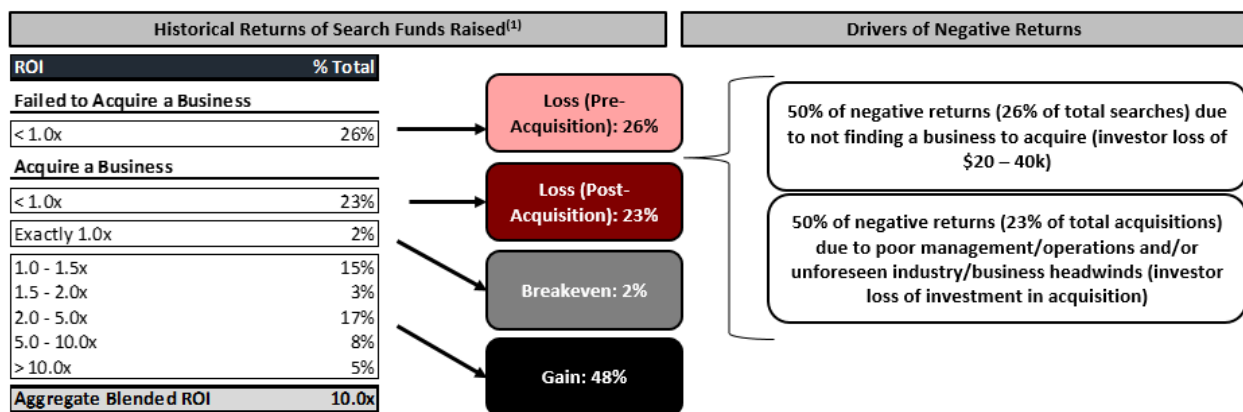 Historical Returns of Search Funds Raised(1)
Drivers of Negative Returns
ROI % Total
Failed to Acquire a Business
< 1.0x 26%
Acquire a Business
< 1.0x 23%
Exactly 1.0x 2%
1.0 - 1.5x 15%
1.5 - 2.0x 3%
2.0 - 5.0x 17%
5.0 - 10.0x 8%
> 10.0x 5%
Aggregate Blended ROI 10.0x
Loss (Pre-
Acquisition): 26%
Loss (Post-
Acquisition): 23%
Breakeven: 2%
Gain: 48%
50% of negative returns (26% of total searches) due
to not finding a business to acquire (investor loss of
$20 – 40k)
50% of negative returns (23% of total acquisitions)
due to poor management/operations and/or
unforeseen industry/business headwinds (investor
loss of investment in acquisition)